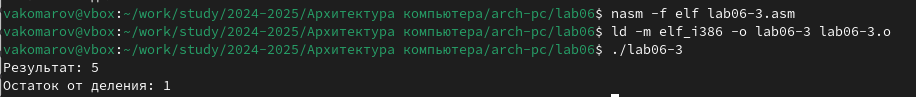 vakomarov@vbox:~/work/study/2024-2025/Архитектура компьютера/arch-pc/lab06$ nasm -f elf lab06-3.asm
vakomarov@vbox:~/work/study/2024-2025/Архитектура компьютера/arch-pc/lab06$ ld -m elf_i386 -o lab06-3 lab06-3.o
vakomarov@vbox:~/work/study/2024-2025/Архитектура компьютера/arch-pc/lab06$ ./lab06-3
Результат: 5
Остаток от деления: 1